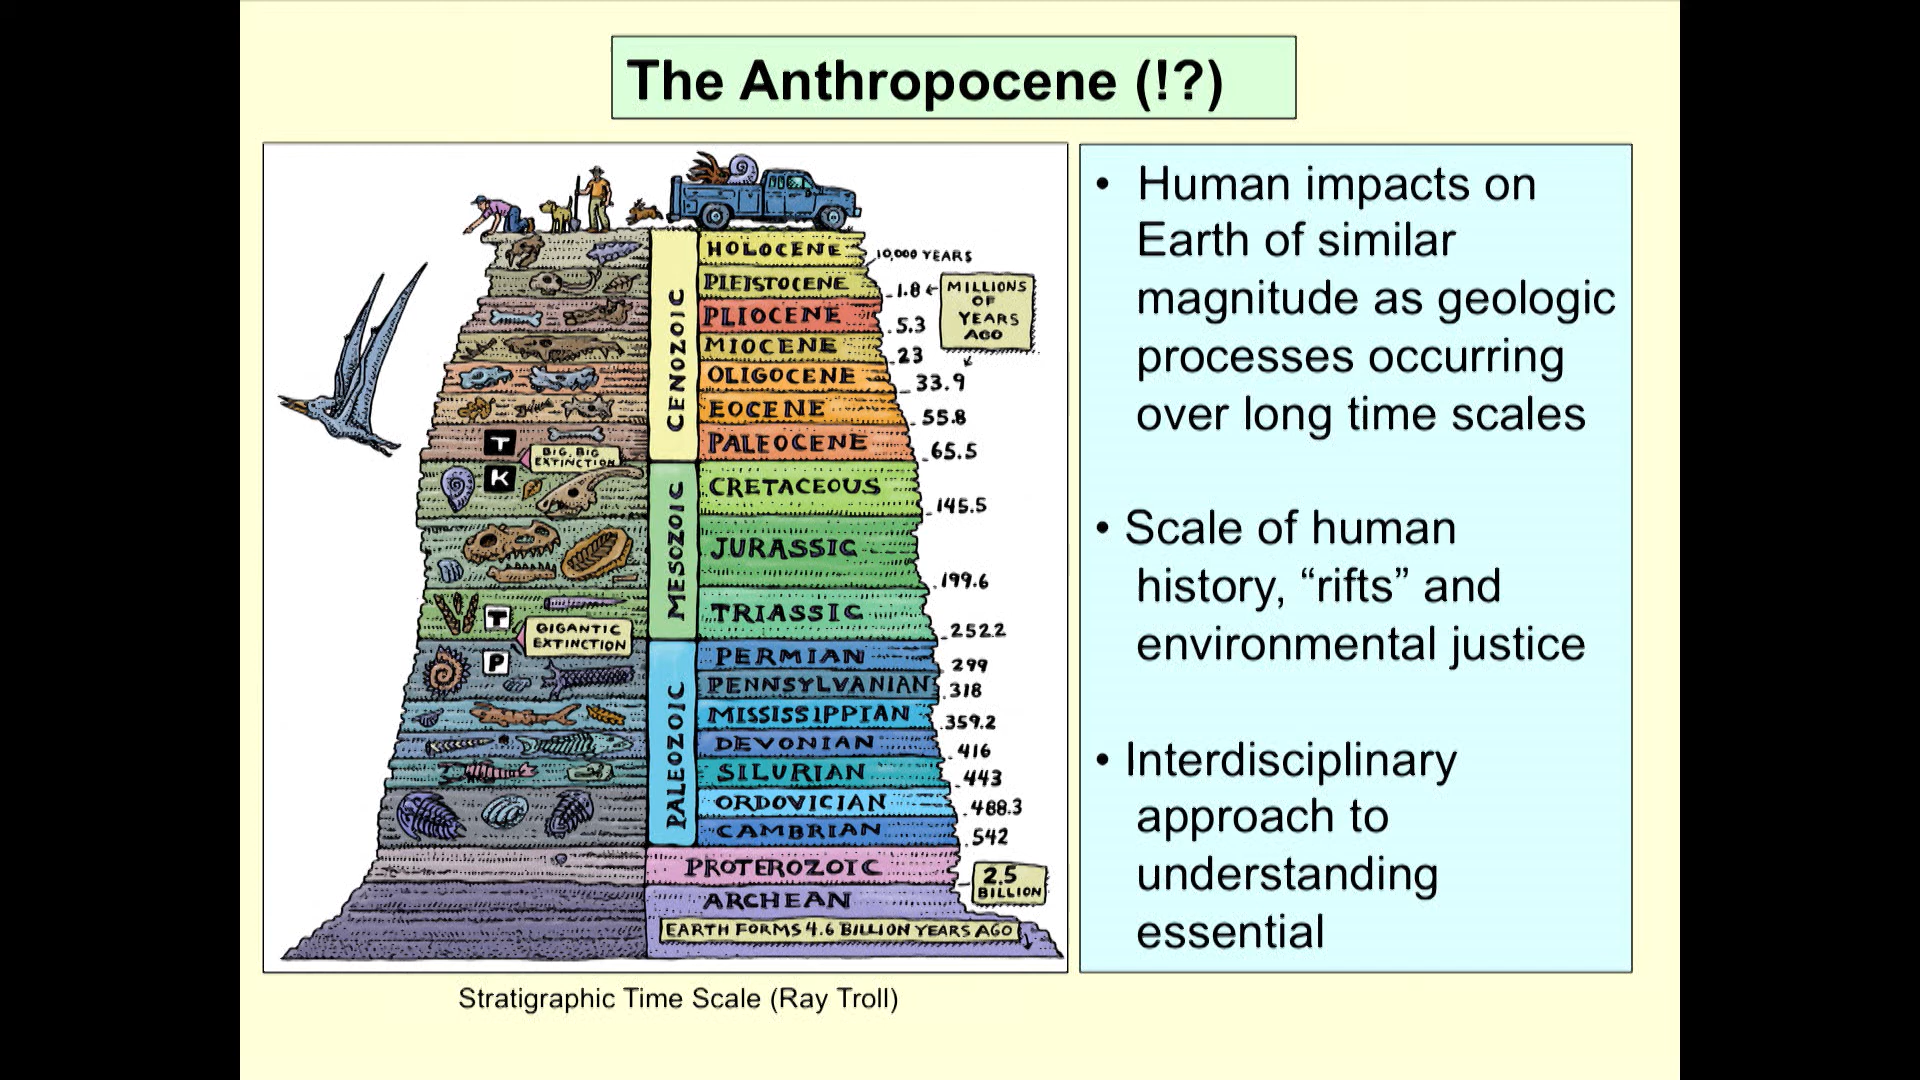 The Anthropocene (!?)
HOLOCENE
10,000 YEARS
PLEISTOCENE
1.8
MILLIONS
OF
YEARS
AGO
PLIOCENE
5.3
MIOCENE
23
OLIGOCENE
33.9
EOCENE
55.8
PALEOCENE
65.5
CENOZOIC
T
BIG, BIG
EXTINCTION
K
CRETACEOUS
145.5
JURASSIC
199.6
TRIASSIC
252.2
MESOZOIC
T
GIGANTIC
EXTINCTION
P
PERMIAN
299
PENNSYLVANIAN
318
MISSISSIPPIAN
359.2
DEVONIAN
416
SILURIAN
443
ORDOVICIAN
488.3
CAMBRIAN
542
PALEOZOIC
PROTEROZOIC
2.5
BILLION
ARCHEAN
EARTH FORMS 4.6 BILLION YEARS AGO
Stratigraphic Time Scale (Ray Troll)
• Human impacts on
Earth of similar
magnitude as geologic
processes occurring
over long time scales
• Scale of human
history, “rifts” and
environmental justice
• Interdisciplinary
approach to
understanding
essential